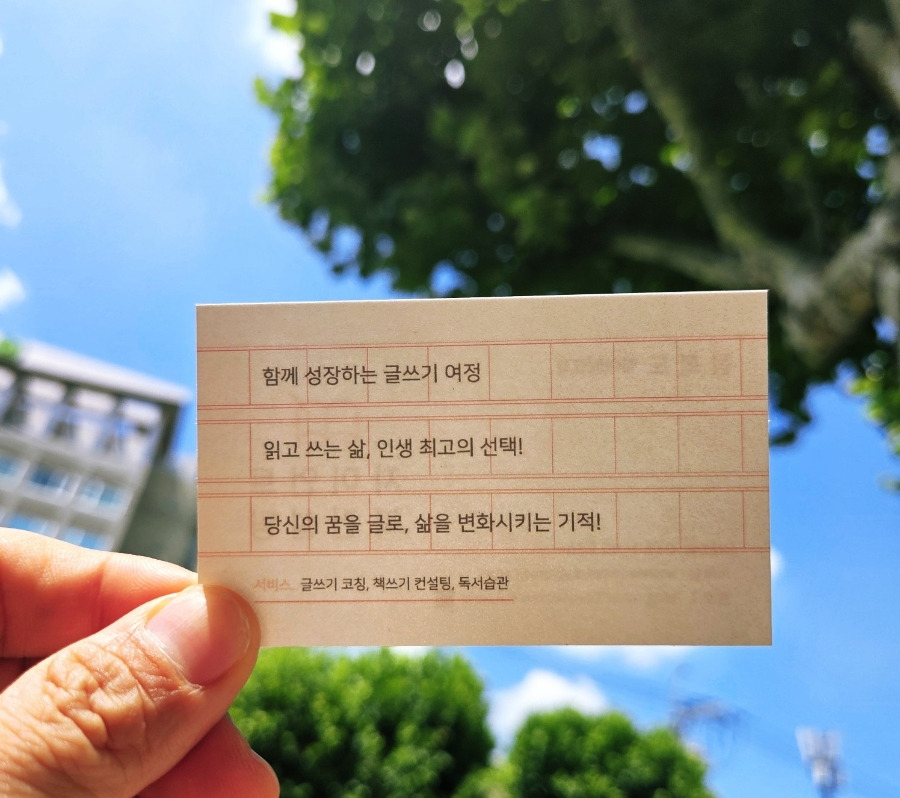 함께 성장하는 글쓰기 여정
읽고 쓰는 삶, 인생 최고의 선택!
당신의 꿈을 글로, 삶을 변화시키는 기적!
서비스 글쓰기 코칭, 책쓰기 컨설팅, 독서습관